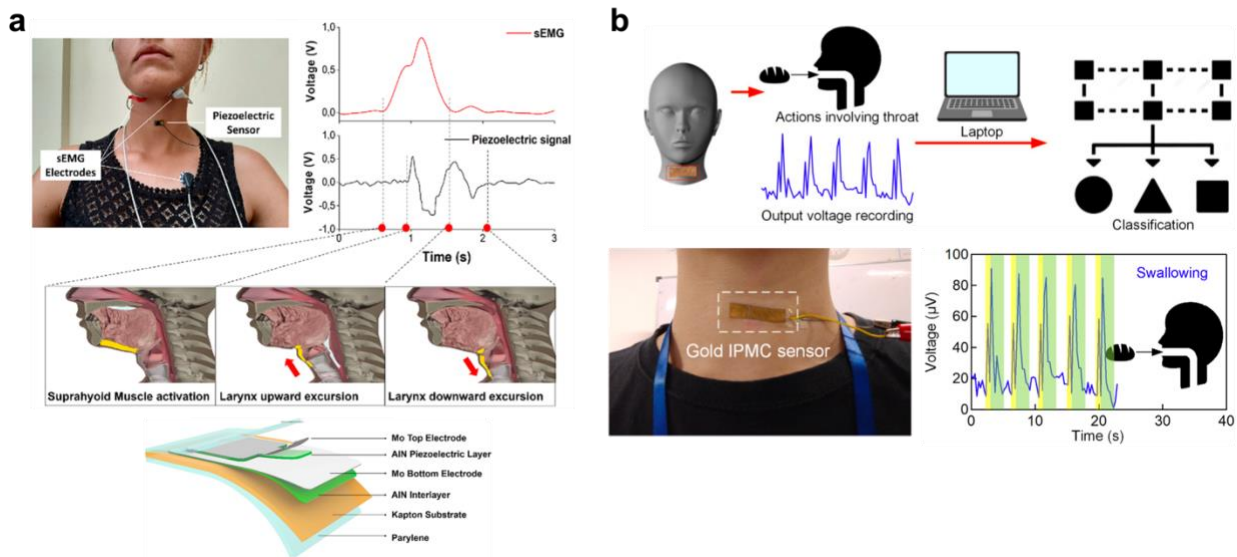 a
1,0
sEMG
Voltage (V)
0,5
0,0
Piezoelectric
Sensor
sEMG
Electrodes
1,0
Piezoelectric signal
Voltage (V)
0,5
0,0
-0,5
-1,0
0
1
2
3
Time (s)
Suprahyoid Muscle activation
Larynx upward excursion
Larynx downward excursion
Mo Top Electrode
AlN Piezoelectric Layer
Mo Bottom Electrode
AlN Interlayer
Kapton Substrate
Parylene
b
Actions involving throat
Laptop
Output voltage recording
Classification
Gold IPMC sensor
100
80
60
40
20
0
Voltage (µV)
Swallowing
0
10
20
30
40
Time (s)